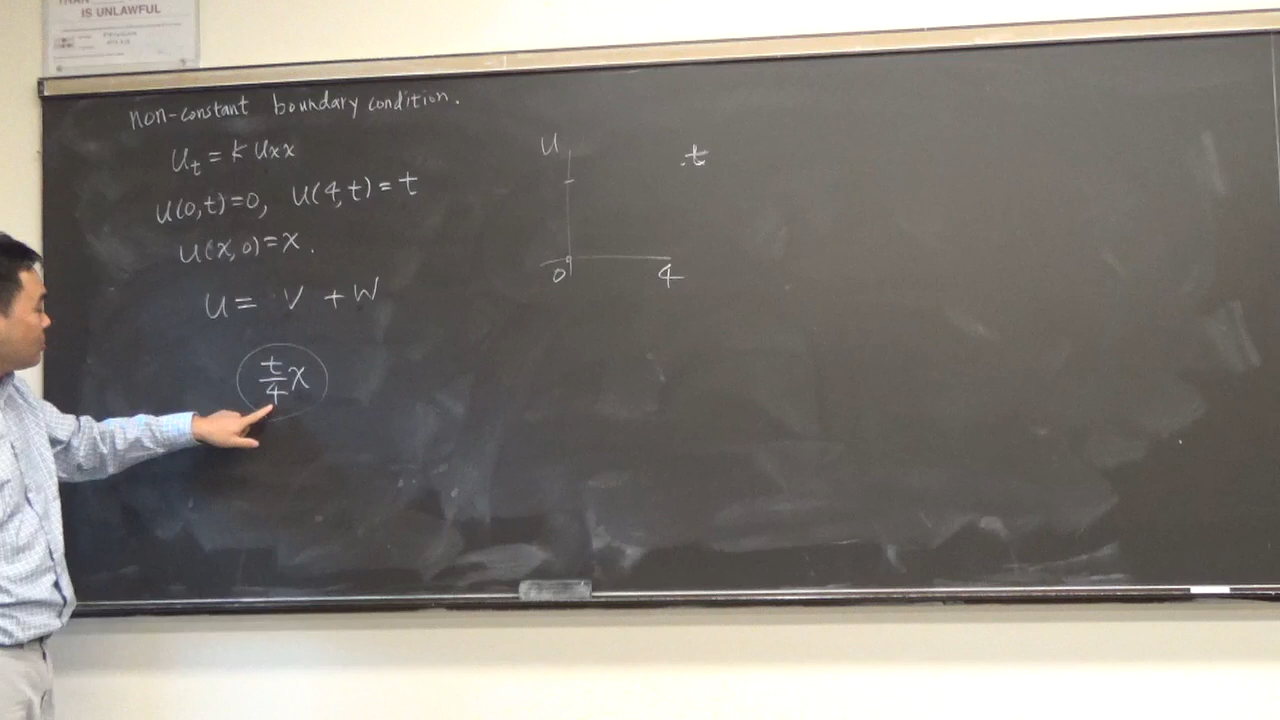 IS UNLAWFUL
non-constant boundary condition.
u_t = k u_xx
u(0,t)=0, u(4,t)=t
u(x,0)=x.
u = v + w
t/4 x
u
t
0 4